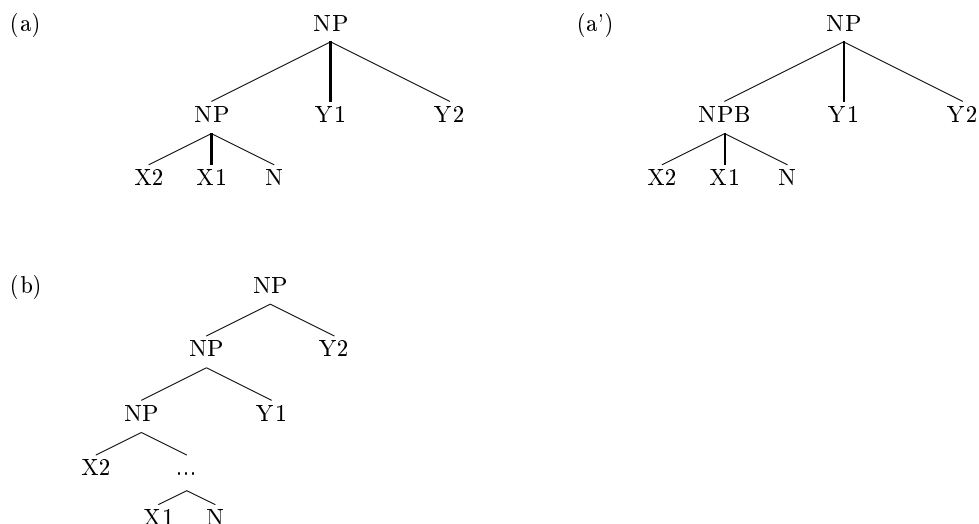 (a) NP (a') NP
NP Y1 Y2 NPB Y1 Y2
X2 X1 N X2 X1 N
(b) NP
NP Y2
NP Y1
X2 ...
X1 N